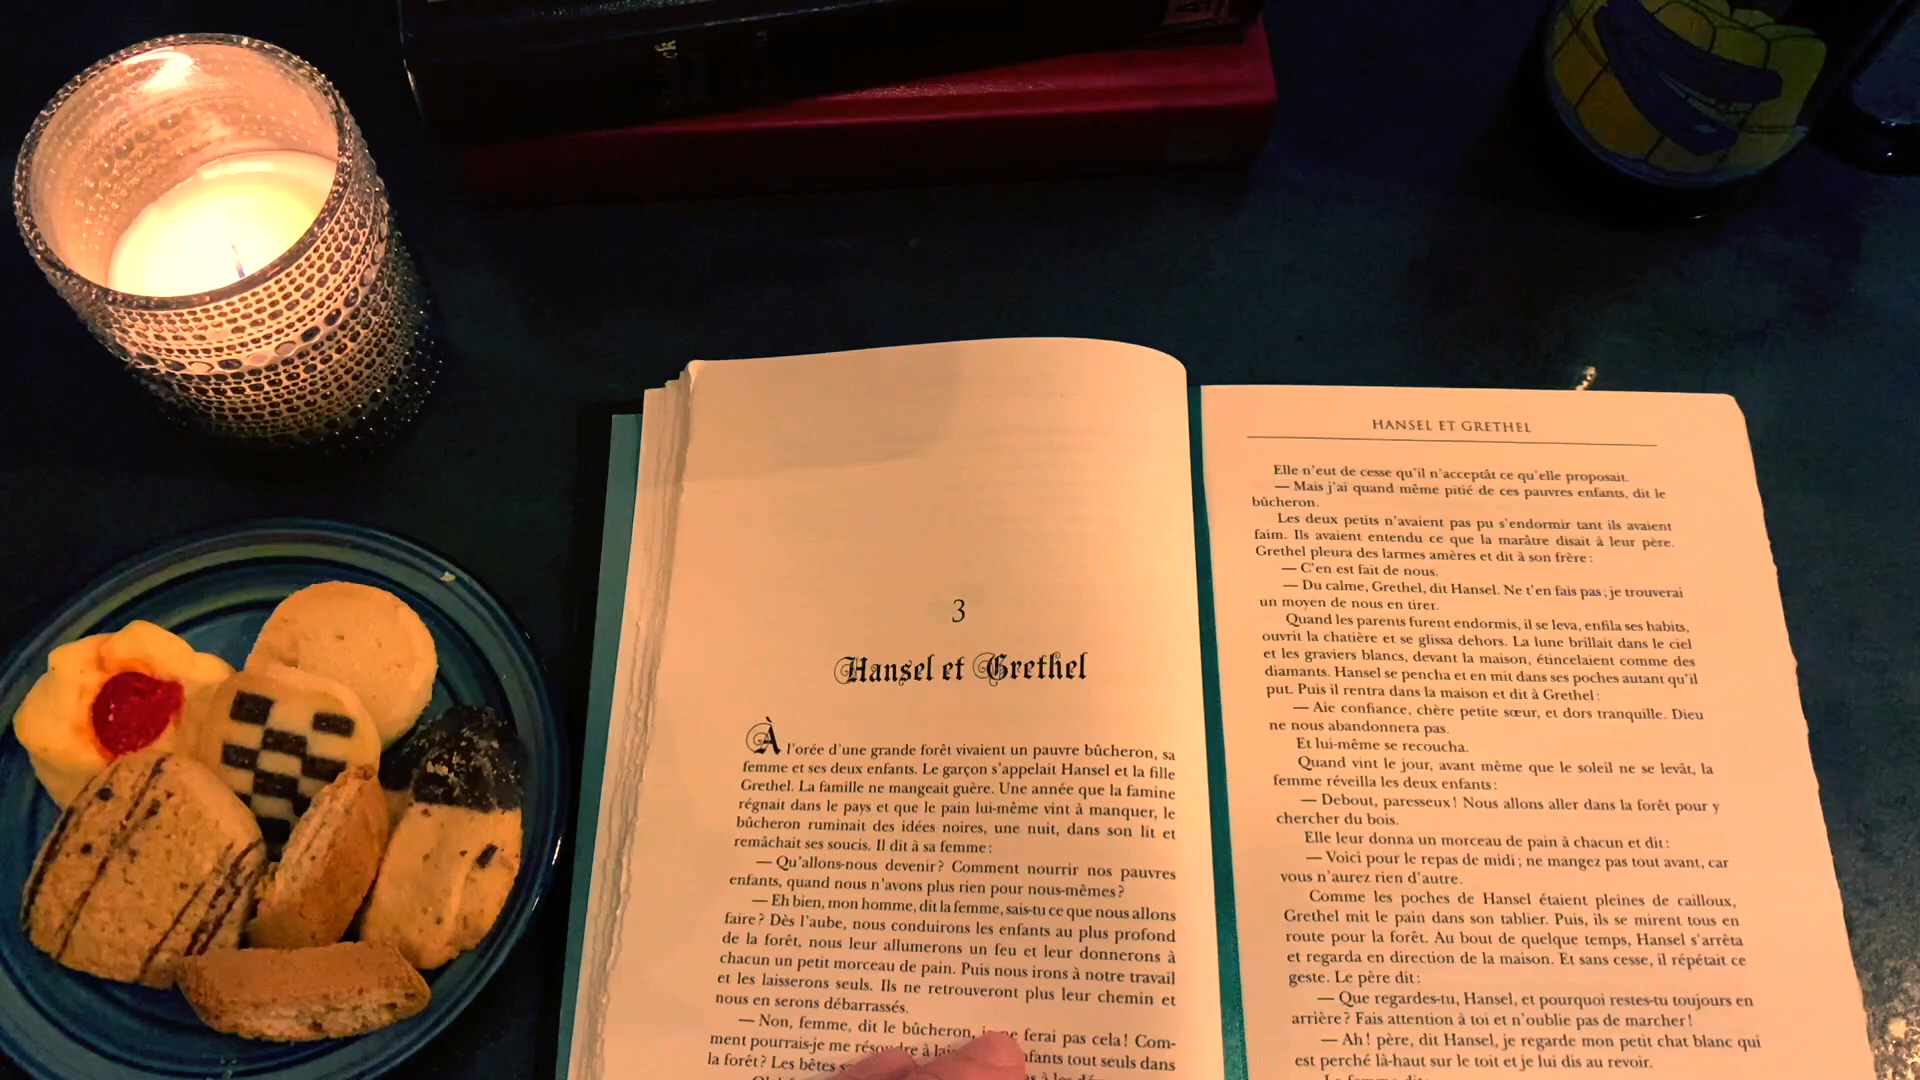 3
Hansel et Grethel
À l'orée d'une grande forêt vivaient un pauvre bûcheron, sa
femme et ses deux enfants. Le garçon s'appelait Hansel et la fille
Grethel. La famille ne mangeait guère. Une année que la famine
régnait dans le pays et que le pain lui-même vint à manquer, le
bûcheron ruminait des idées noires, une nuit, dans son lit et
remâchait ses soucis. Il dit à sa femme :
— Qu'allons-nous devenir ? Comment nourrir nos pauvres
enfants, quand nous n'avons plus rien pour nous-mêmes ?
— Eh bien, mon homme, dit la femme, sais-tu ce que nous allons
faire ? Dès l'aube, nous conduirons les enfants au plus profond
de la forêt, nous leur allumerons un feu et leur donnerons à
chacun un petit morceau de pain. Puis nous irons à notre travail
et les laisserons seuls. Ils ne retrouveront plus leur chemin et
nous en serons débarrassés.
— Non, femme, dit le bûcheron, je ne ferai pas cela ! Com-
ment pourrais-je me résoudre à tout seuls dans
la forêt ? Les bêtes
HANSEL ET GRETHEL
Elle n'eut de cesse qu'il n'acceptât ce qu'elle proposait.
— Mais j'ai quand même pitié de ces pauvres enfants, dit le
bûcheron.
Les deux petits n'avaient pas pu s'endormir tant ils avaient
faim. Ils avaient entendu ce que la marâtre disait à leur père.
Grethel pleura des larmes amères et dit à son frère :
— C'en est fait de nous.
— Du calme, Grethel, dit Hansel. Ne t'en fais pas ; je trouverai
un moyen de nous en tirer.
Quand les parents furent endormis, il se leva, enfila ses habits,
ouvrit la chatière et se glissa dehors. La lune brillait dans le ciel
et les graviers blancs, devant la maison, étincelaient comme des
diamants. Hansel se pencha et en mit dans ses poches autant qu'il
put. Puis il rentra dans la maison et dit à Grethel :
— Aie confiance, chère petite sœur, et dors tranquille. Dieu
ne nous abandonnera pas.
Et lui-même se recoucha.
Quand vint le jour, avant même que le soleil ne se levât, la
femme réveilla les deux enfants :
— Debout, paresseux ! Nous allons aller dans la forêt pour y
chercher du bois.
Elle leur donna un morceau de pain à chacun et dit :
— Voici pour le repas de midi ; ne mangez pas tout avant, car
vous n'aurez rien d'autre.
Comme les poches de Hansel étaient pleines de cailloux,
Grethel mit le pain dans son tablier. Puis, ils se mirent tous en
route pour la forêt. Au bout de quelque temps, Hansel s'arrêta
et regarda en direction de la maison. Et sans cesse, il répétait ce
geste. Le père dit :
— Que regardes-tu, Hansel, et pourquoi restes-tu toujours en
arrière ? Fais attention à toi et n'oublie pas de marcher !
— Ah ! père, dit Hansel, je regarde mon petit chat blanc qui
est perché là-haut sur le toit et je lui dis au revoir.